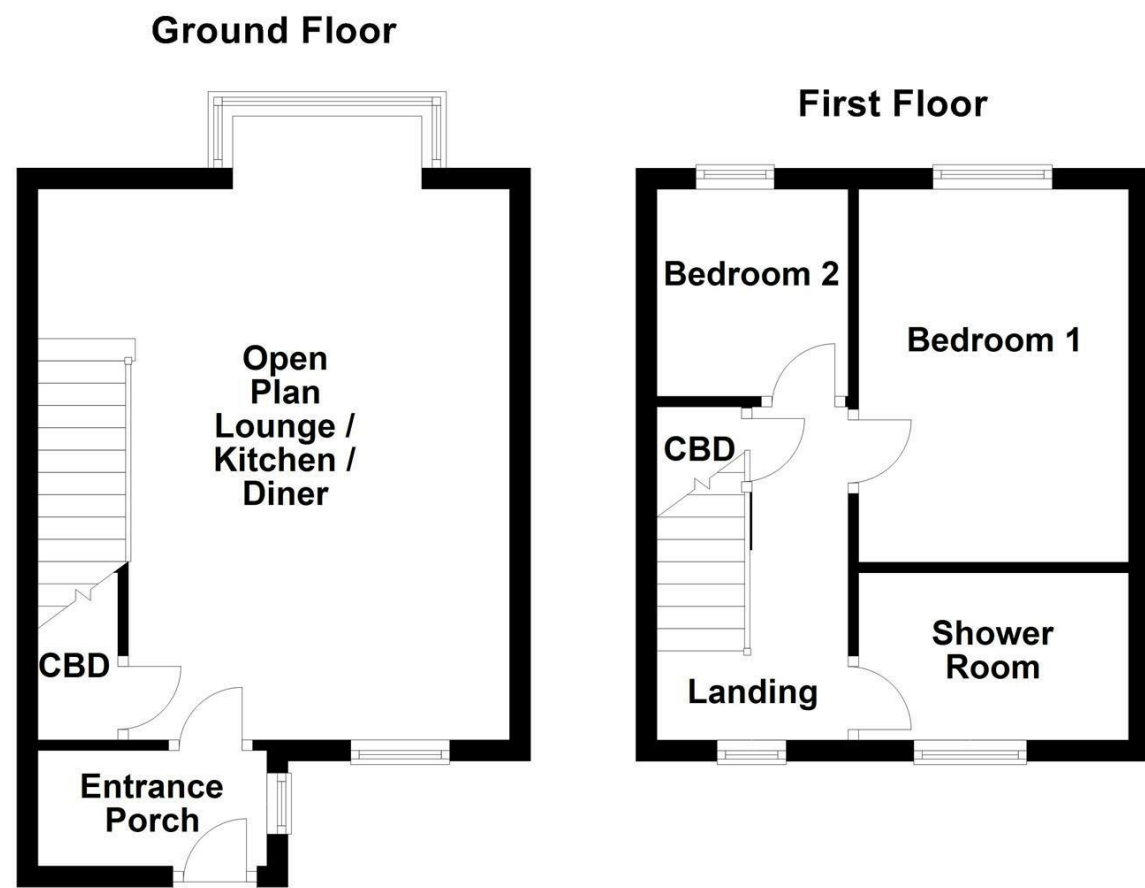 Ground Floor
Open
Plan
Lounge /
Kitchen /
Diner
CBD
Entrance
Porch
First Floor
Bedroom 2
Bedroom 1
CBD
Shower
Room
Landing